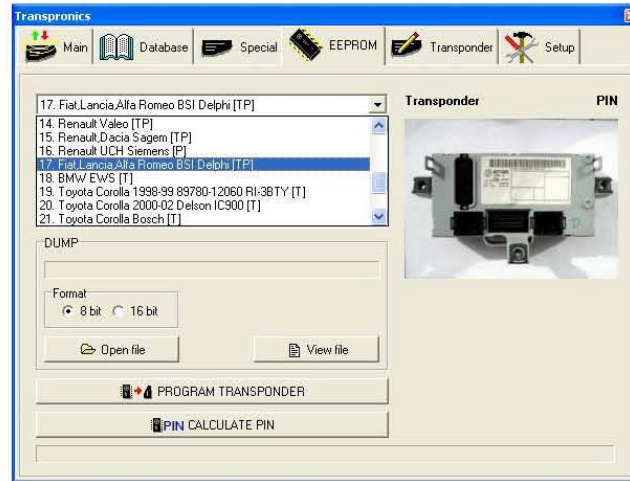 Transpronics
Main Database Special EEPROM Transponder Setup
17. Fiat,Lancia,Alfa Romeo BSI Delphi [TP]
14. Renault Valeo [TP]
15. Renault,Dacia Sagem [TP]
16. Renault UCH Siemens [P]
17. Fiat,Lancia,Alfa Romeo BSI Delphi [TP]
18. BMW EWS [T]
19. Toyota Corolla 1998-99 89780-12060 RI-3BTY [T]
20. Toyota Corolla 2000-02 Delson IC900 [T]
21. Toyota Corolla Bosch [T]
Transponder PIN
DUMP
Format
8 bit 16 bit
Open file View file
PROGRAM TRANSPONDER
PIN CALCULATE PIN